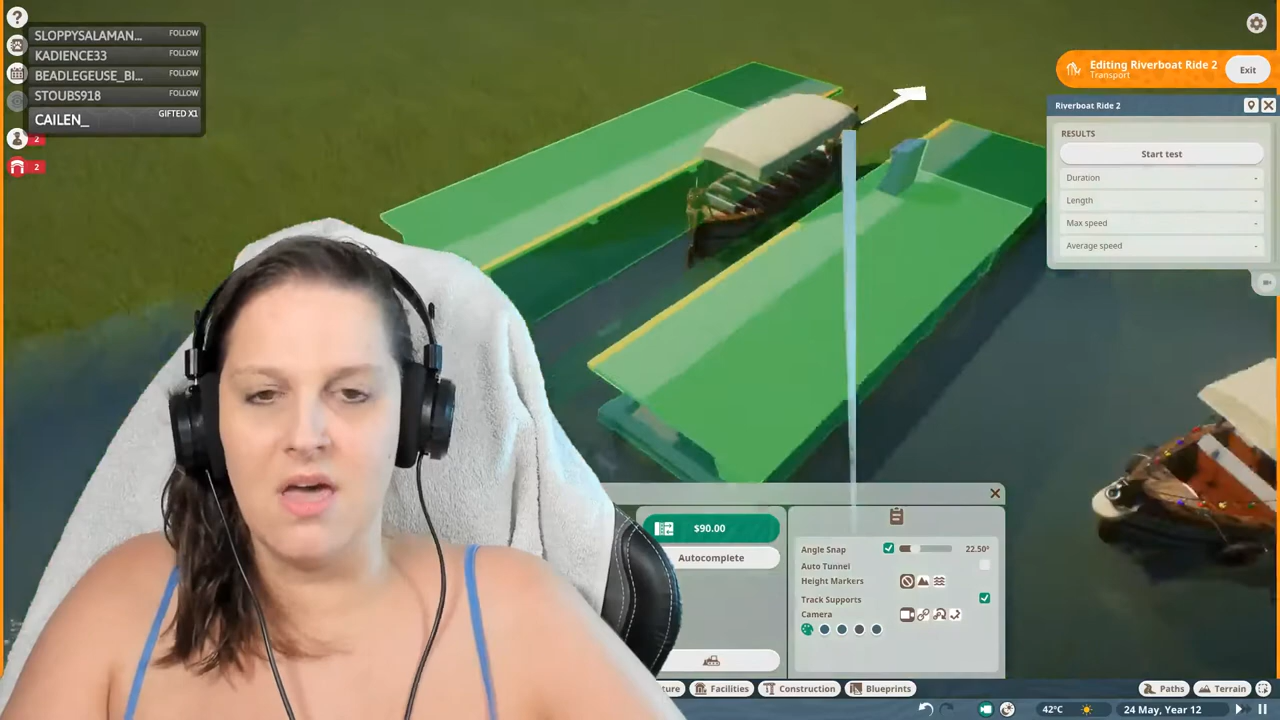 ?
SLOPPYSALAMAN... FOLLOW
KADIENCE33 FOLLOW
BEADLEGEUSE_BI... FOLLOW
STOUBS918 FOLLOW
CAILEN_ GIFTED X1
2
2
Editing Riverboat Ride 2
Transport
Exit
Riverboat Ride 2
RESULTS
Start test
Duration -
Length -
Max speed -
Average speed -
$90.00
Autocomplete
Angle Snap 22.50°
Auto Tunnel
Height Markers
Track Supports
Camera
ture Facilities Construction Blueprints Paths Terrain
42°C 24 May, Year 12